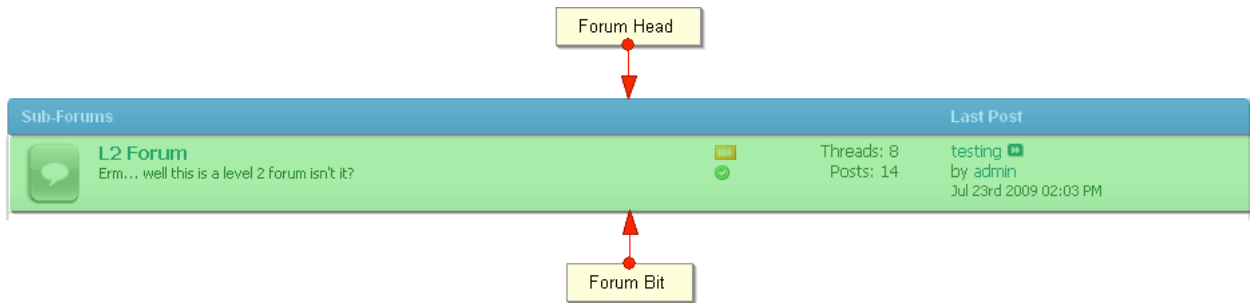 Forum Head
Sub-Forums Last Post
L2 Forum RSS Threads: 8 testing
Erm... well this is a level 2 forum isn't it? Posts: 14 by admin
Jul 23rd 2009 02:03 PM
Forum Bit